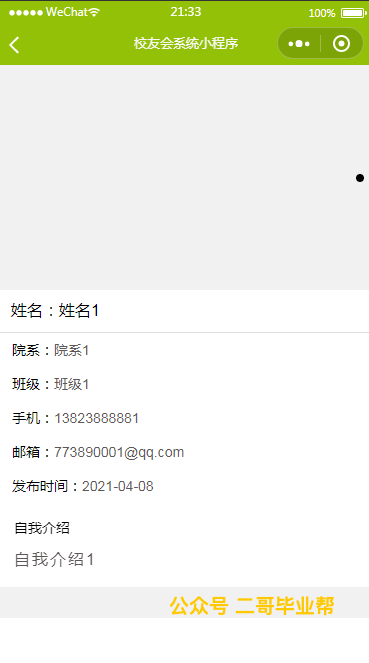 WeChat 21:33 100%
校友会系统小程序
姓名：姓名1
院系：院系1
班级：班级1
手机：13823888881
邮箱：773890001@qq.com
发布时间：2021-04-08
自我介绍
自我介绍1
公众号 二哥毕业帮